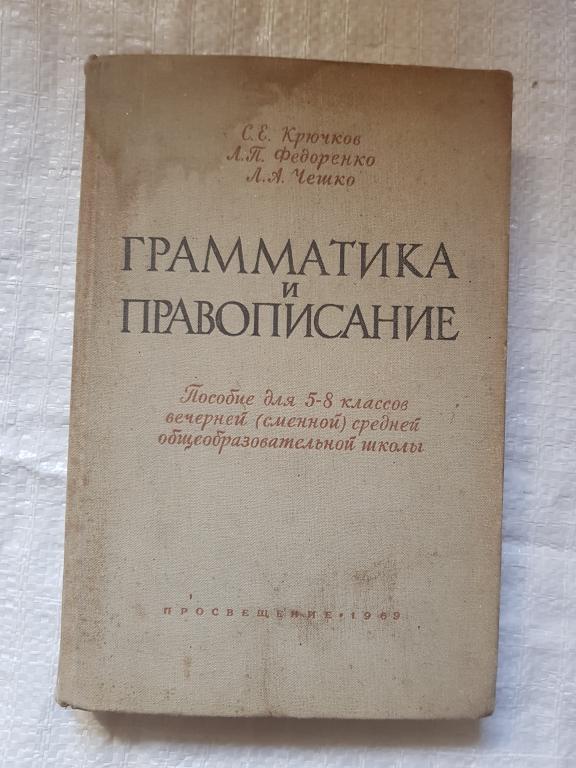 С.Е. Крючков
Л.П. Федоренко
Л.А. Чешко
ГРАММАТИКА
и
ПРАВОПИСАНИЕ
Пособие для 5-8 классов
вечерней (сменной) средней
общеобразовательной школы
ПРОСВЕЩЕНИЕ • 1969